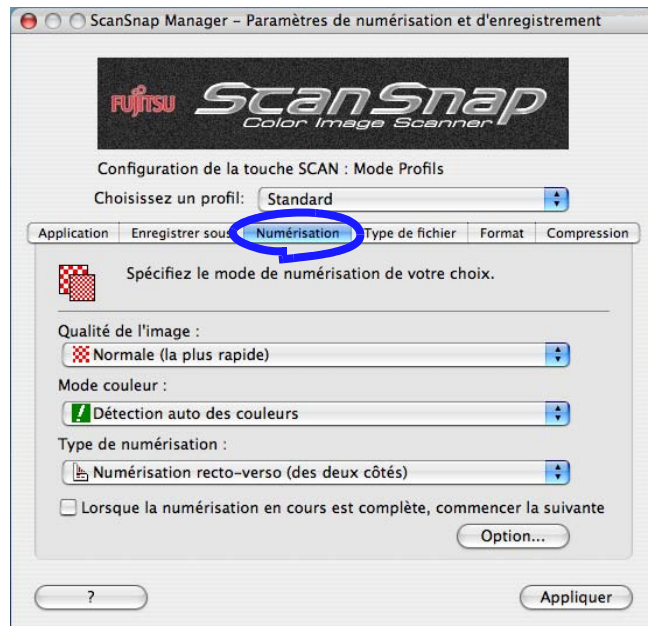 ScanSnap Manager – Paramètres de numérisation et d'enregistrement
FUJITSU ScanSnap
Color Image Scanner
Configuration de la touche SCAN : Mode Profils
Choisissez un profil: Standard
Application Enregistrer sous Numérisation Type de fichier Format Compression
Spécifiez le mode de numérisation de votre choix.
Qualité de l'image :
Normale (la plus rapide)
Mode couleur :
Détection auto des couleurs
Type de numérisation :
Numérisation recto-verso (des deux côtés)
Lorsque la numérisation en cours est complète, commencer la suivante
Option...
? Appliquer